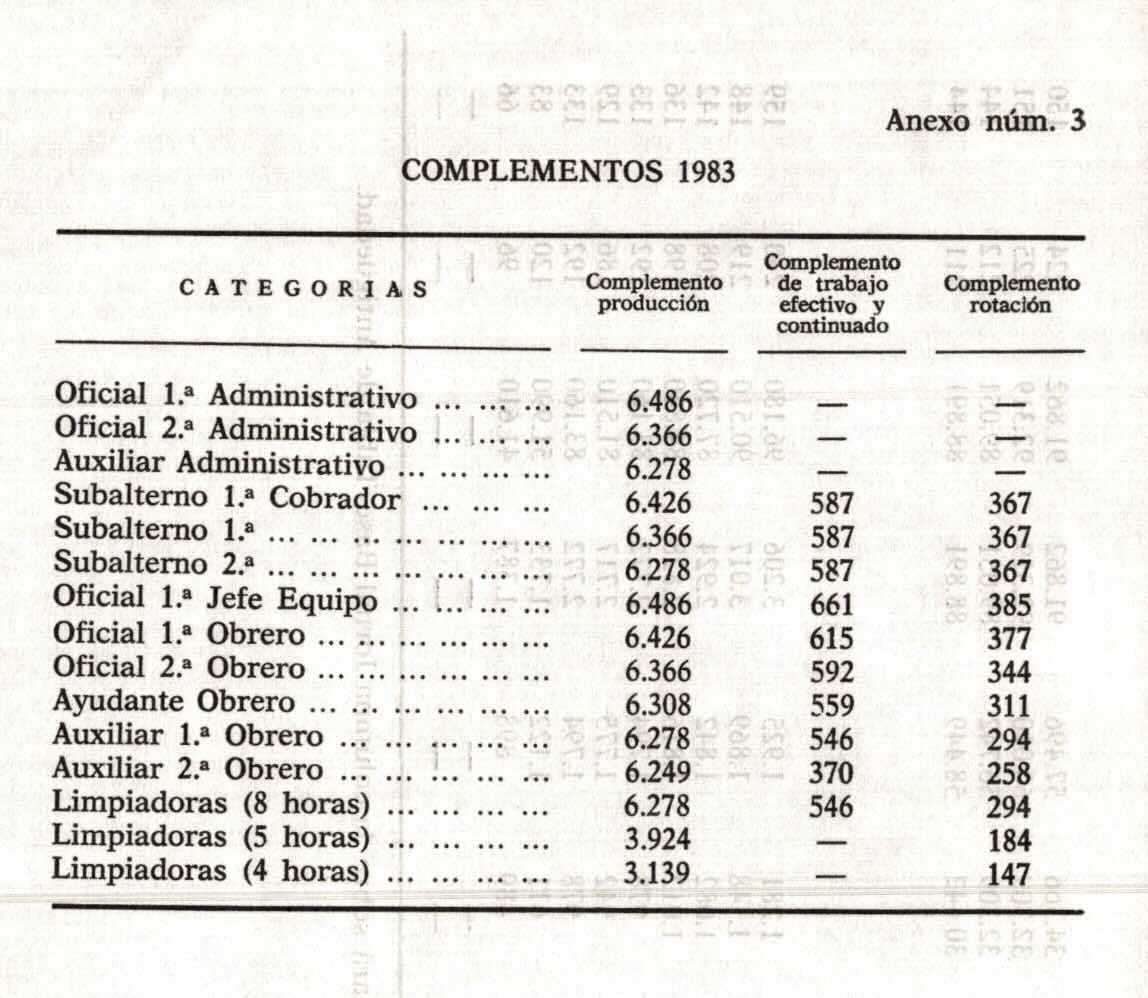 Anexo núm. 3
COMPLEMENTOS 1983
CATEGORIAS
Complemento producción
Complemento de trabajo efectivo y continuado
Complemento rotación
Oficial 1.ª Administrativo ... ... ... 6.486 — —
Oficial 2.ª Administrativo ... ... ... 6.366 — —
Auxiliar Administrativo ... ... ... ... 6.278 — —
Subalterno 1.ª Cobrador ... ... ... 6.426 587 367
Subalterno 1.ª ... ... ... ... ... ... ... 6.366 587 367
Subalterno 2.ª ... ... ... ... ... ... ... 6.278 587 367
Oficial 1.ª Jefe Equipo ... ... ... ... 6.486 661 385
Oficial 1.ª Obrero ... ... ... ... ... ... 6.426 615 377
Oficial 2.ª Obrero ... ... ... ... ... ... 6.366 592 344
Ayudante Obrero ... ... ... ... ... ... 6.308 559 311
Auxiliar 1.ª Obrero ... ... ... ... ... 6.278 546 294
Auxiliar 2.ª Obrero ... ... ... ... ... 6.249 370 258
Limpiadoras (8 horas) ... ... ... ... 6.278 546 294
Limpiadoras (5 horas) ... ... ... ... 3.924 — 184
Limpiadoras (4 horas) ... ... ... ... 3.139 — 147